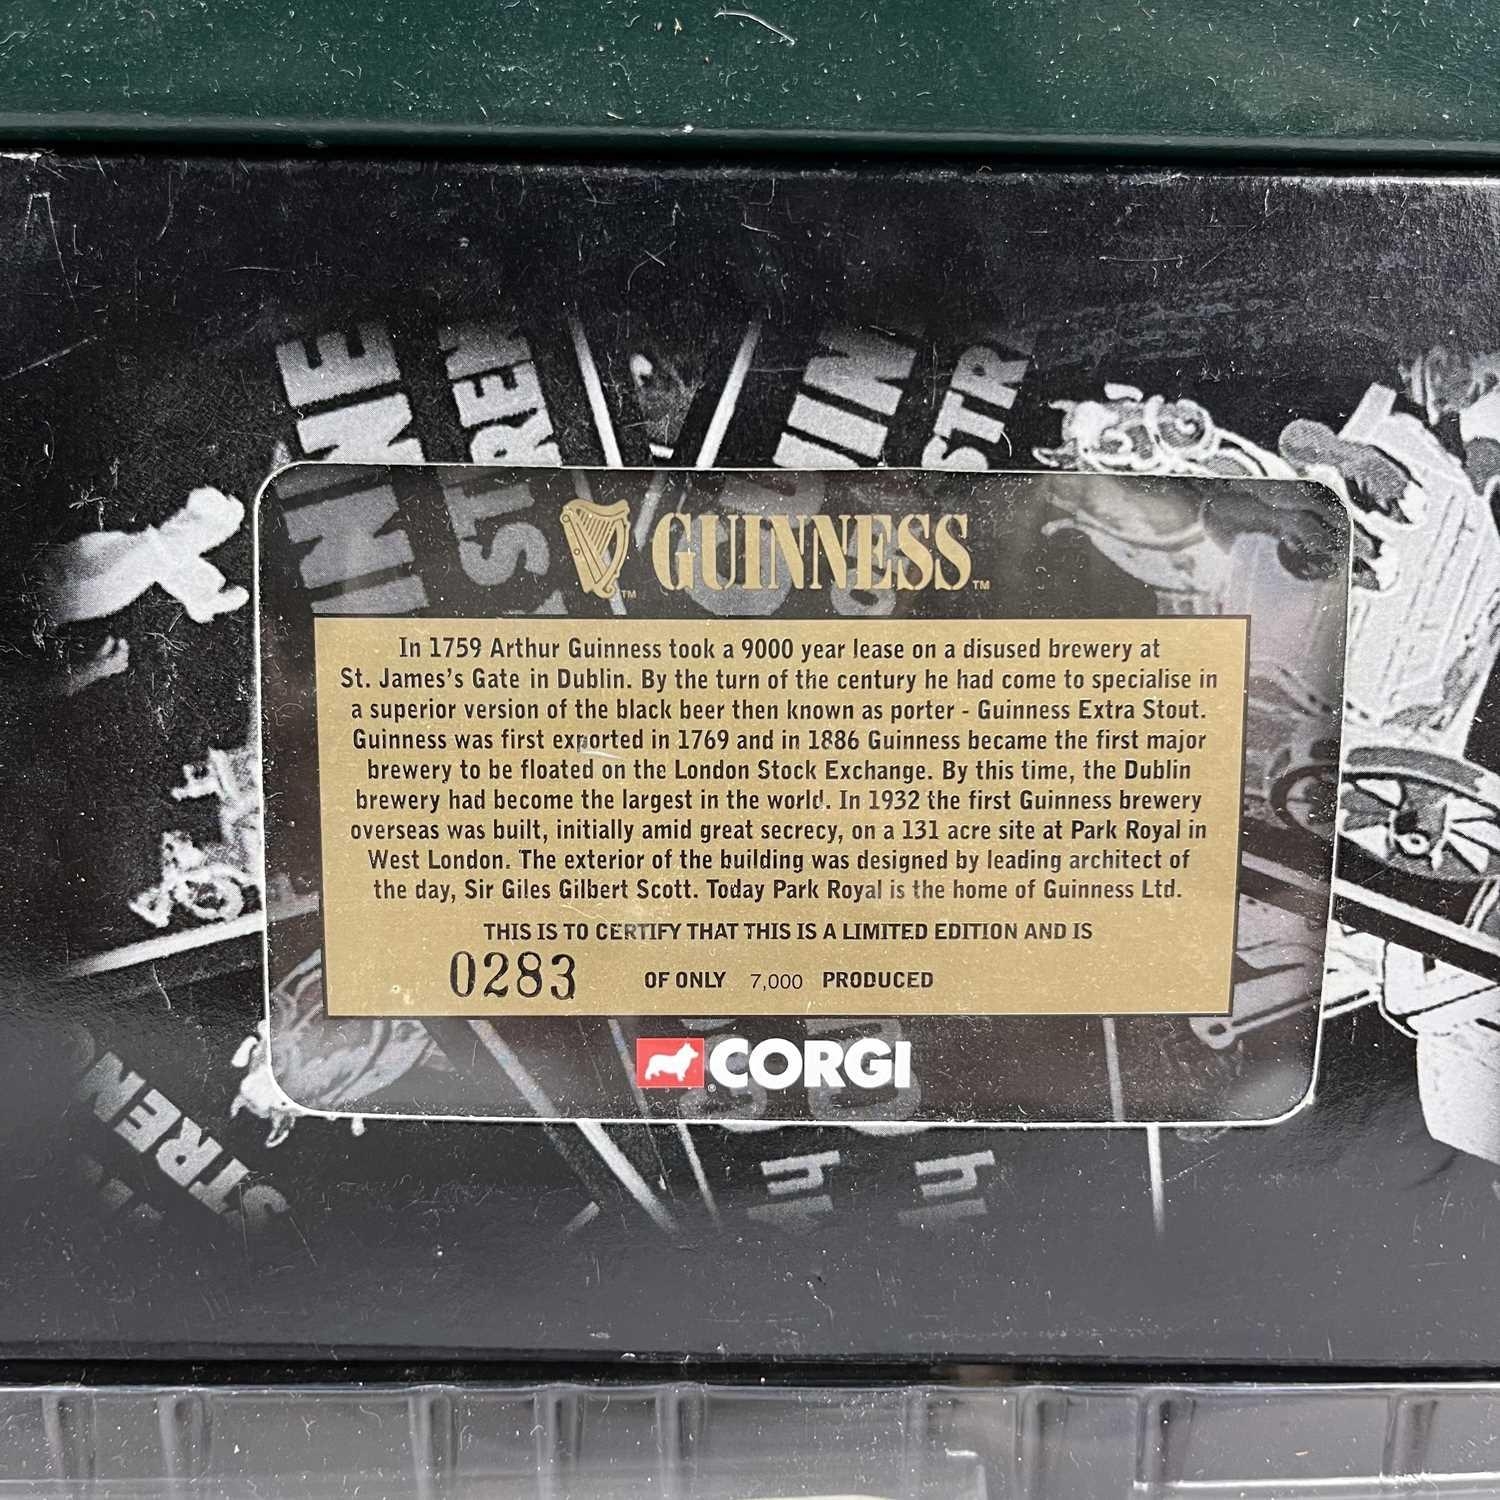 INNE
STREN
UIN
STR
GUINNESS™
In 1759 Arthur Guinness took a 9000 year lease on a disused brewery at
St. James's Gate in Dublin. By the turn of the century he had come to specialise in
a superior version of the black beer then known as porter - Guinness Extra Stout.
Guinness was first exported in 1769 and in 1886 Guinness became the first major
brewery to be floated on the London Stock Exchange. By this time, the Dublin
brewery had become the largest in the world. In 1932 the first Guinness brewery
overseas was built, initially amid great secrecy, on a 131 acre site at Park Royal in
West London. The exterior of the building was designed by leading architect of
the day, Sir Giles Gilbert Scott. Today Park Royal is the home of Guinness Ltd.
THIS IS TO CERTIFY THAT THIS IS A LIMITED EDITION AND IS
0283 OF ONLY 7,000 PRODUCED
CORGI
STREN